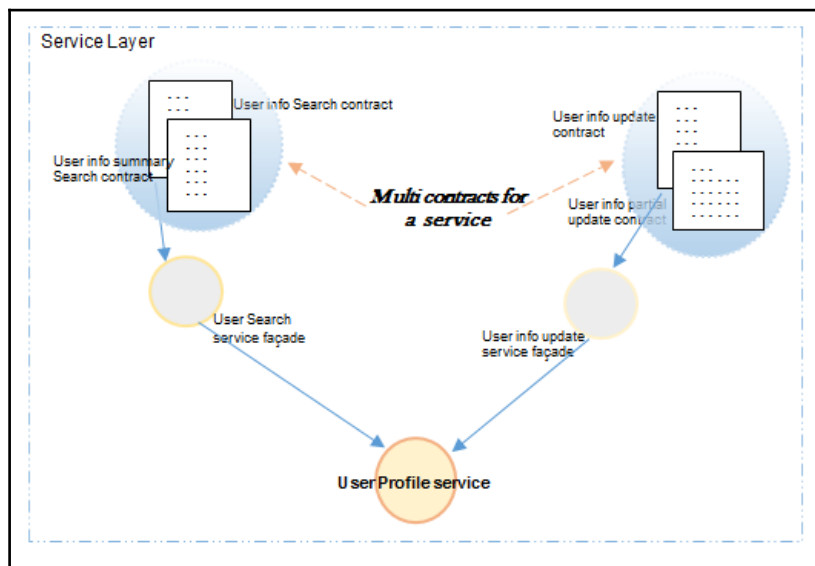 Service Layer
User info Search contract
User info summary
Search contract
User info update
contract
User info partial
update contract
Multi contracts for
a service
User Search
service façade
User info update
service façade
User Profile service